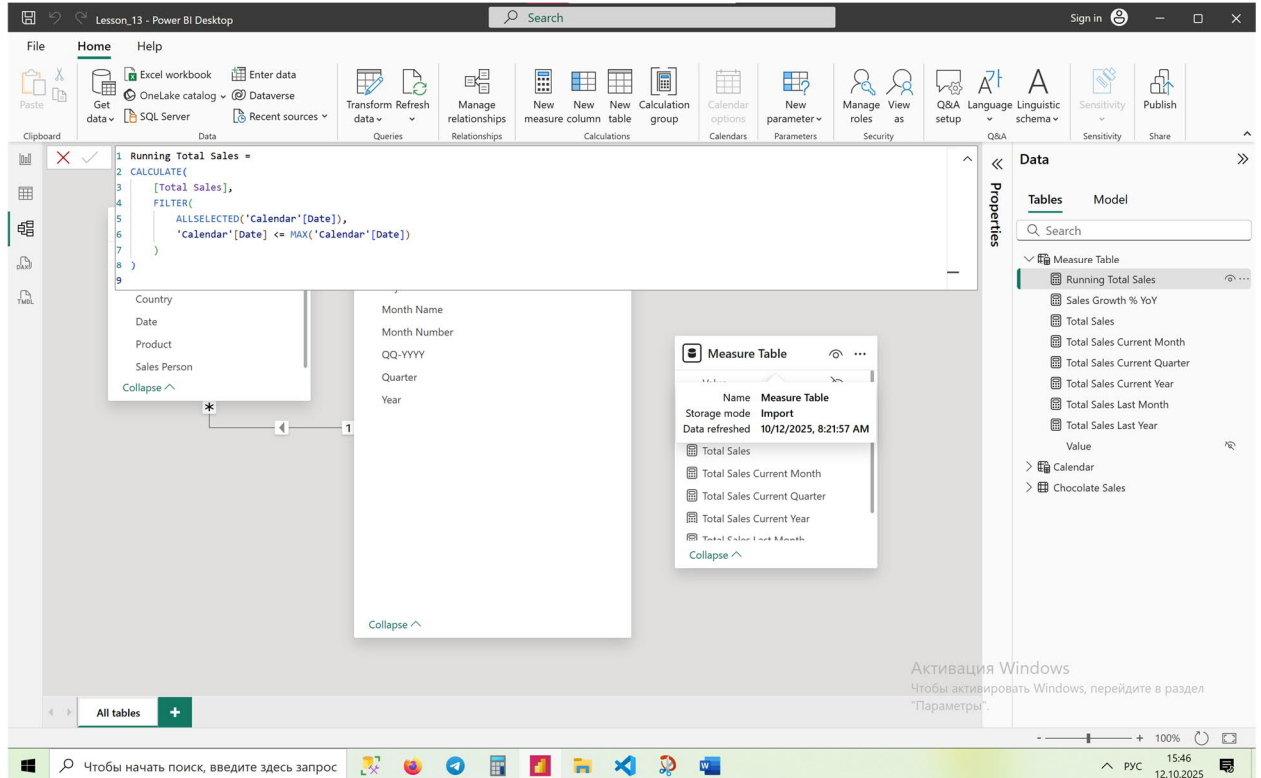 Lesson_13 - Power BI Desktop
Search
Sign in
File Home Help
Paste
Get data
Excel workbook
OneLake catalog
SQL Server
Enter data
Dataverse
Recent sources
Transform data
Refresh
Manage relationships
New measure
New column
New table
Calculation group
Calendar options
New parameter
Manage roles
View as
Q&A setup
Language
Linguistic schema
Sensitivity
Publish
Clipboard
Data
Queries
Relationships
Calculations
Calendars
Parameters
Security
Q&A
Sensitivity
Share
1 Running Total Sales =
2 CALCULATE(
3 [Total Sales],
4 FILTER(
5 ALLSELECTED('Calendar'[Date]),
6 'Calendar'[Date] <= MAX('Calendar'[Date])
7 )
8 )
9
DAX
TMDL
Country
Date
Product
Sales Person
Collapse
*
1
Month Name
Month Number
QQ-YYYY
Quarter
Year
Collapse
Measure Table
Name Measure Table
Storage mode Import
Data refreshed 10/12/2025, 8:21:57 AM
Total Sales
Total Sales Current Month
Total Sales Current Quarter
Total Sales Current Year
Total Sales Last Month
Collapse
Properties
Data
Tables Model
Search
Measure Table
Running Total Sales
Sales Growth % YoY
Total Sales
Total Sales Current Month
Total Sales Current Quarter
Total Sales Current Year
Total Sales Last Month
Total Sales Last Year
Value
Calendar
Chocolate Sales
Активация Windows
Чтобы активировать Windows, перейдите в раздел
"Параметры".
All tables
+
- + 100%
Чтобы начать поиск, введите здесь запрос
РУС
15:46
12.10.2025